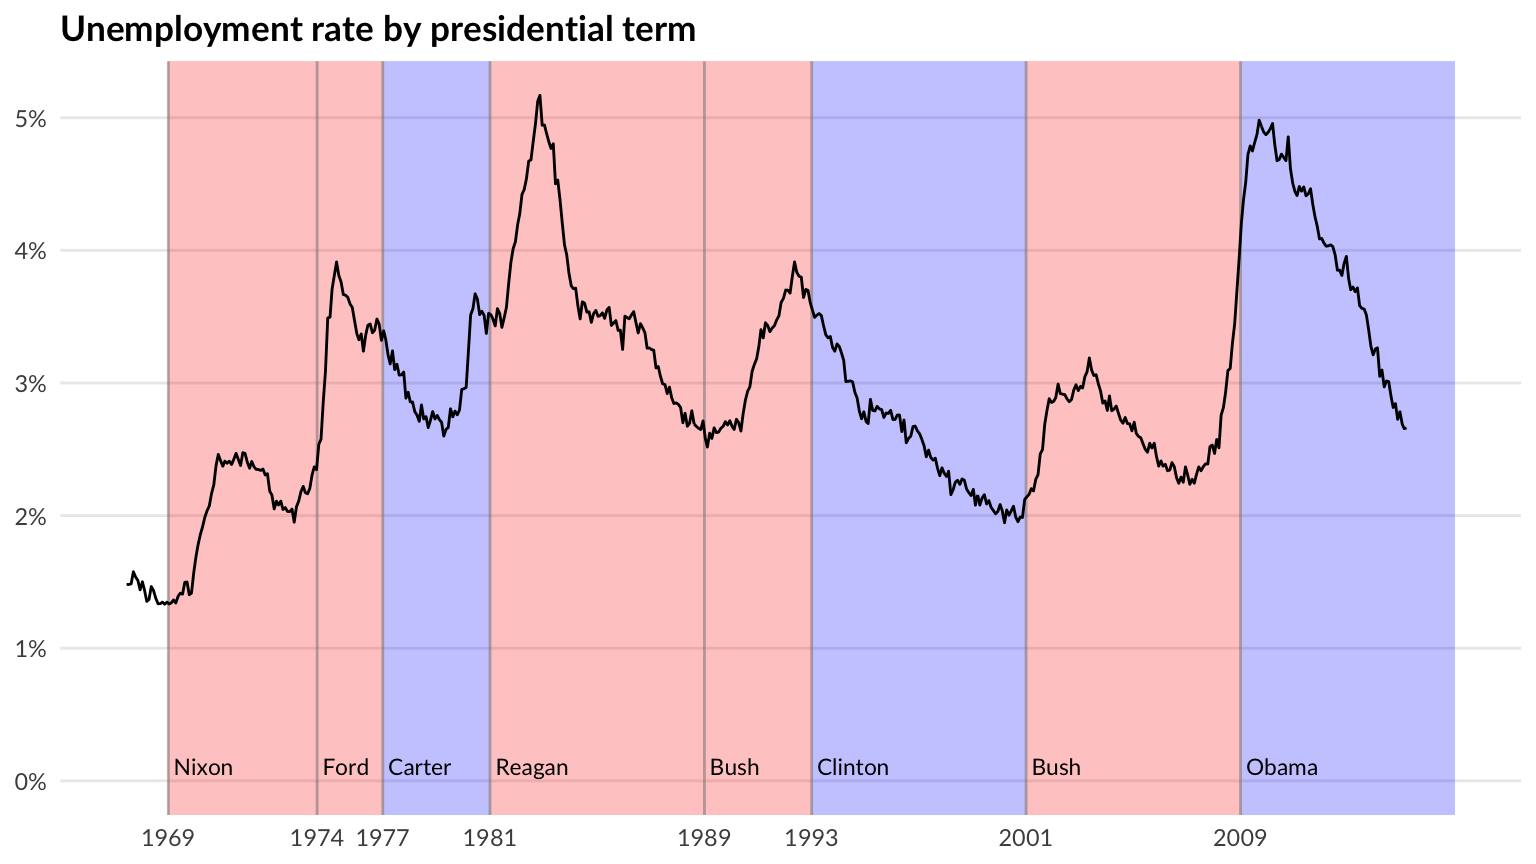 Unemployment rate by presidential term
5%
4%
3%
2%
1%
0%
Nixon Ford Carter Reagan Bush Clinton Bush Obama
1969 1974 1977 1981 1989 1993 2001 2009